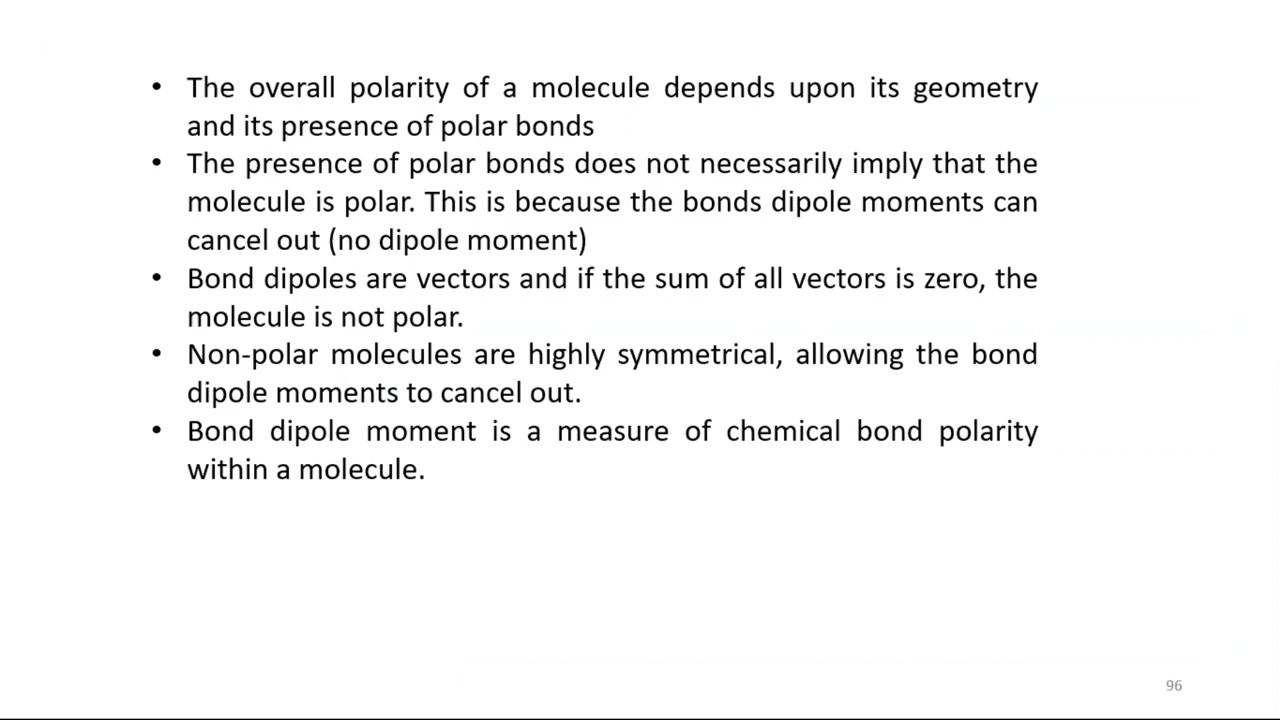 • The overall polarity of a molecule depends upon its geometry
and its presence of polar bonds
• The presence of polar bonds does not necessarily imply that the
molecule is polar. This is because the bonds dipole moments can
cancel out (no dipole moment)
• Bond dipoles are vectors and if the sum of all vectors is zero, the
molecule is not polar.
• Non-polar molecules are highly symmetrical, allowing the bond
dipole moments to cancel out.
• Bond dipole moment is a measure of chemical bond polarity
within a molecule.
96